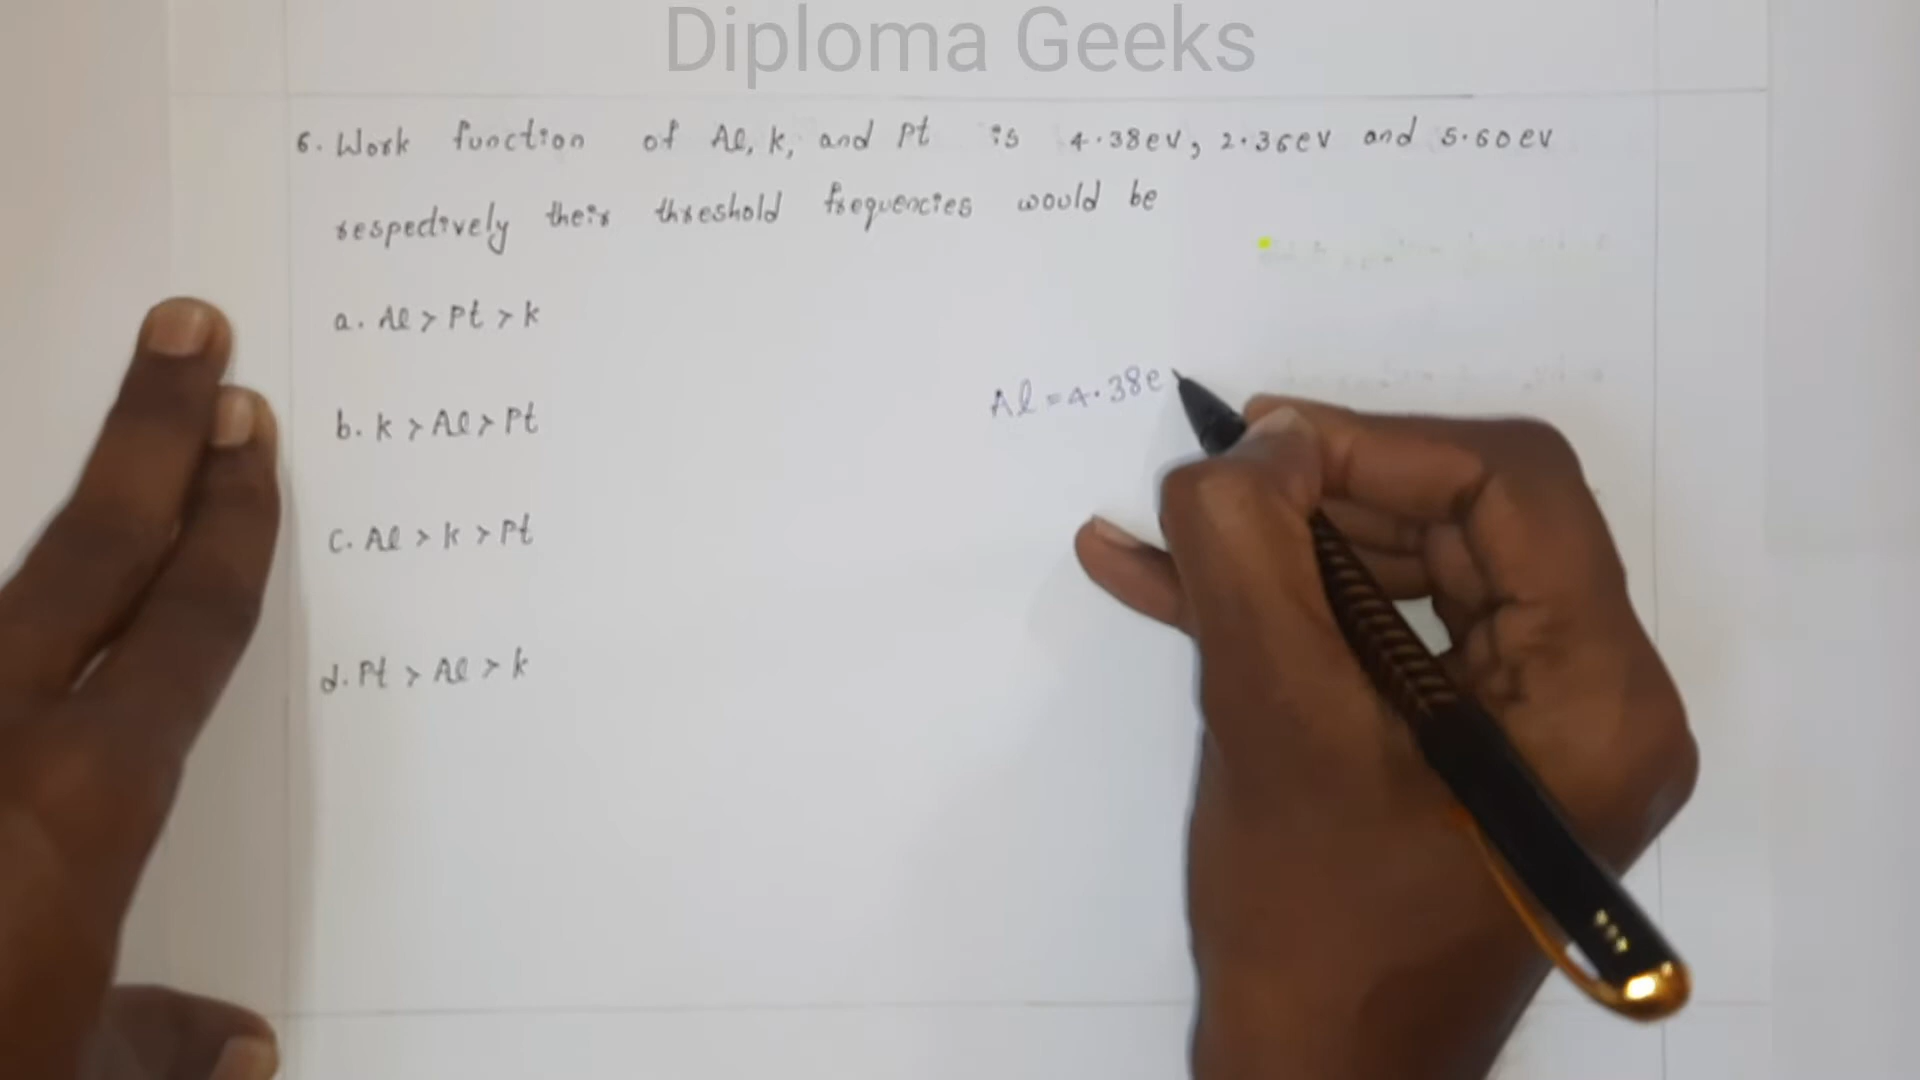 Diploma Geeks
6. Work function of Al, k, and Pt is 4.38ev, 2.36ev and 5.60ev
respectively their threshold frequencies would be
a. Al > Pt > k
Al = 4.38e
b. k > Al > Pt
c. Al > k > Pt
d. Pt > Al > k